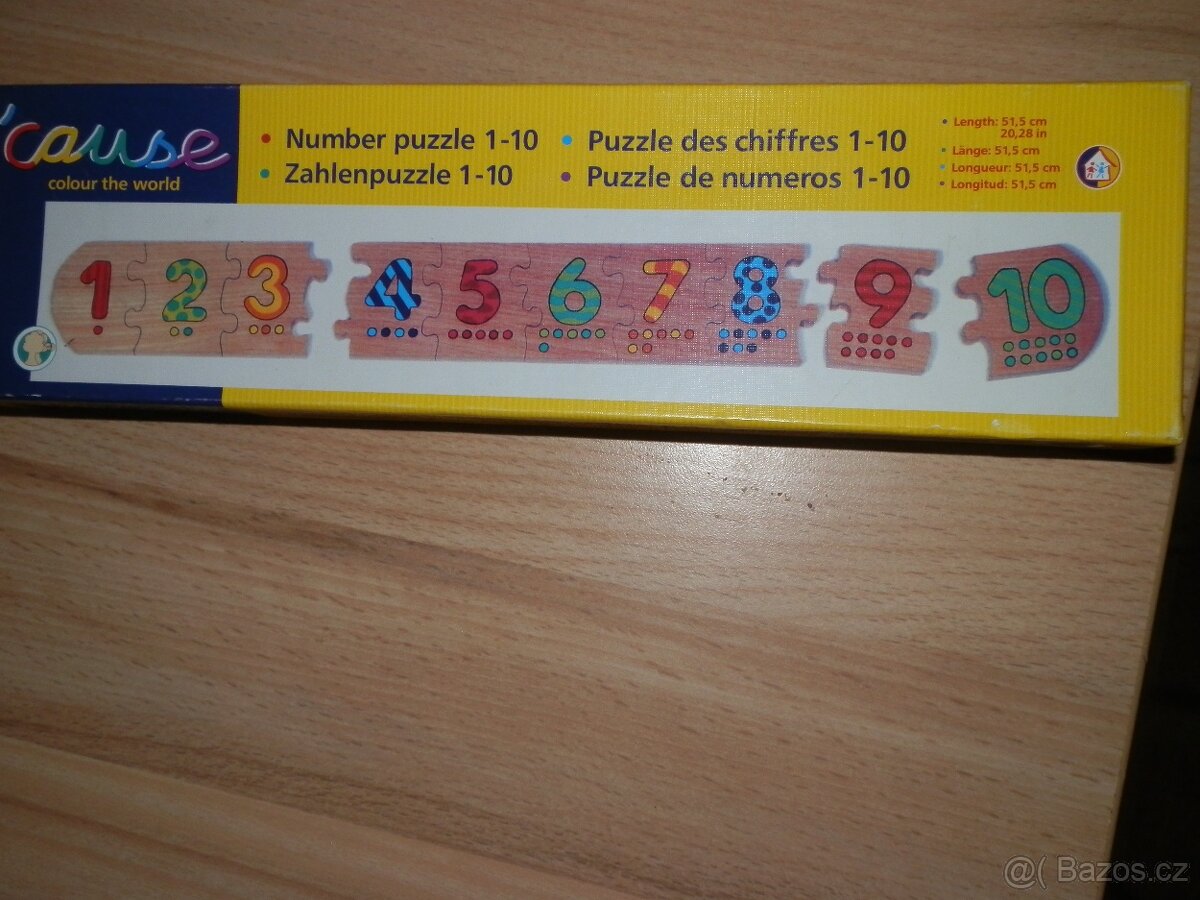 'cause
colour the world
• Number puzzle 1-10
• Zahlenpuzzle 1-10
• Puzzle des chiffres 1-10
• Puzzle de numeros 1-10
• Length: 51,5 cm
20,28 in
• Länge: 51,5 cm
• Longueur: 51,5 cm
• Longitud: 51,5 cm
1 2 3 4 5 6 7 8 9 10
@( Bazos.cz